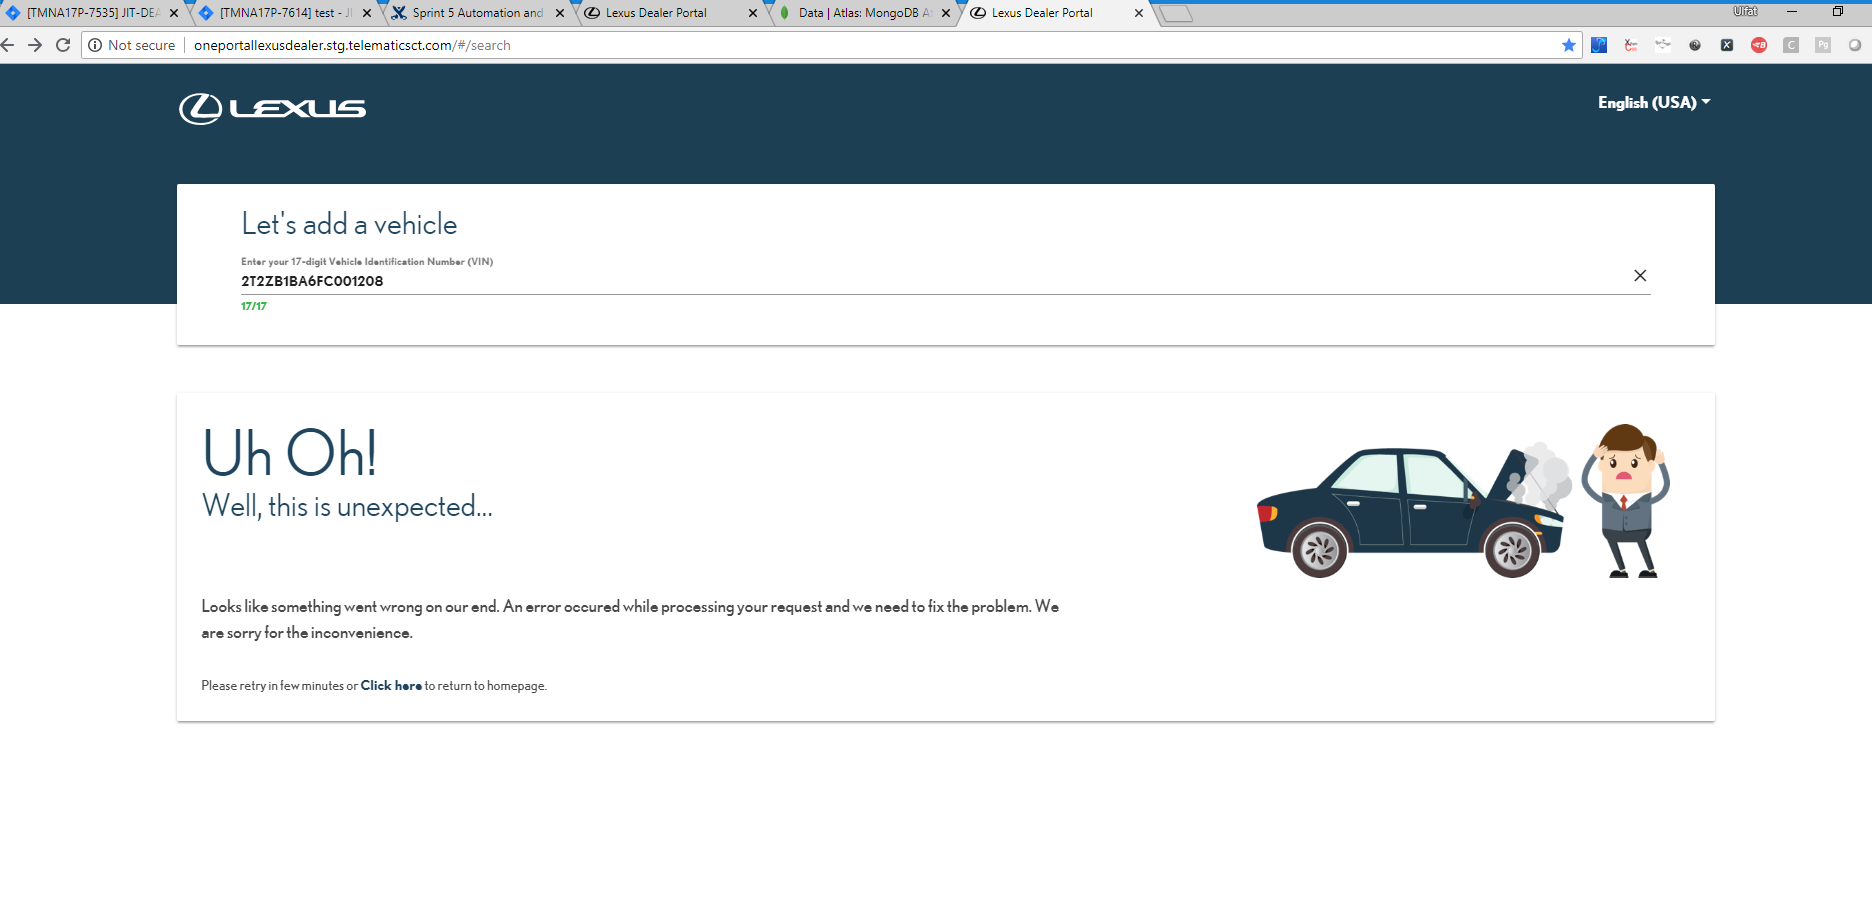 [TMNA17P-7535] JIT-DEA
[TMNA17P-7614] test - JI
Sprint 5 Automation and
Lexus Dealer Portal
Data | Atlas: MongoDB At
Lexus Dealer Portal
Ulfat
Not secure
oneportallexusdealer.stg.telematicsct.com/#/search
LEXUS
English (USA)
Let's add a vehicle
Enter your 17-digit Vehicle Identification Number (VIN)
2T2ZB1BA6FC001208
17/17
Uh Oh!
Well, this is unexpected...
Looks like something went wrong on our end. An error occured while processing your request and we need to fix the problem. We
are sorry for the inconvenience.
Please retry in few minutes or Click here to return to homepage.